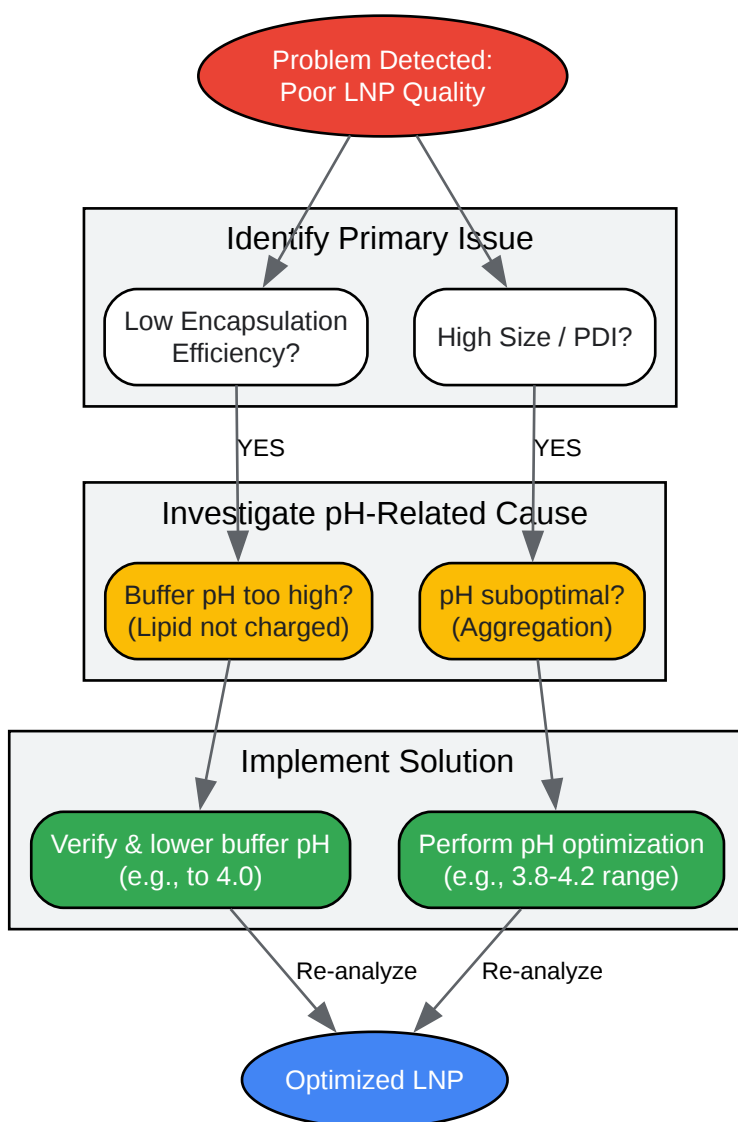 Problem Detected:
Poor LNP Quality
Identify Primary Issue
Low Encapsulation
Efficiency?
High Size / PDI?
YES
YES
Investigate pH-Related Cause
Buffer pH too high?
(Lipid not charged)
pH suboptimal?
(Aggregation)
Implement Solution
Verify & lower buffer pH
(e.g., to 4.0)
Perform pH optimization
(e.g., 3.8-4.2 range)
Re-analyze
Re-analyze
Optimized LNP